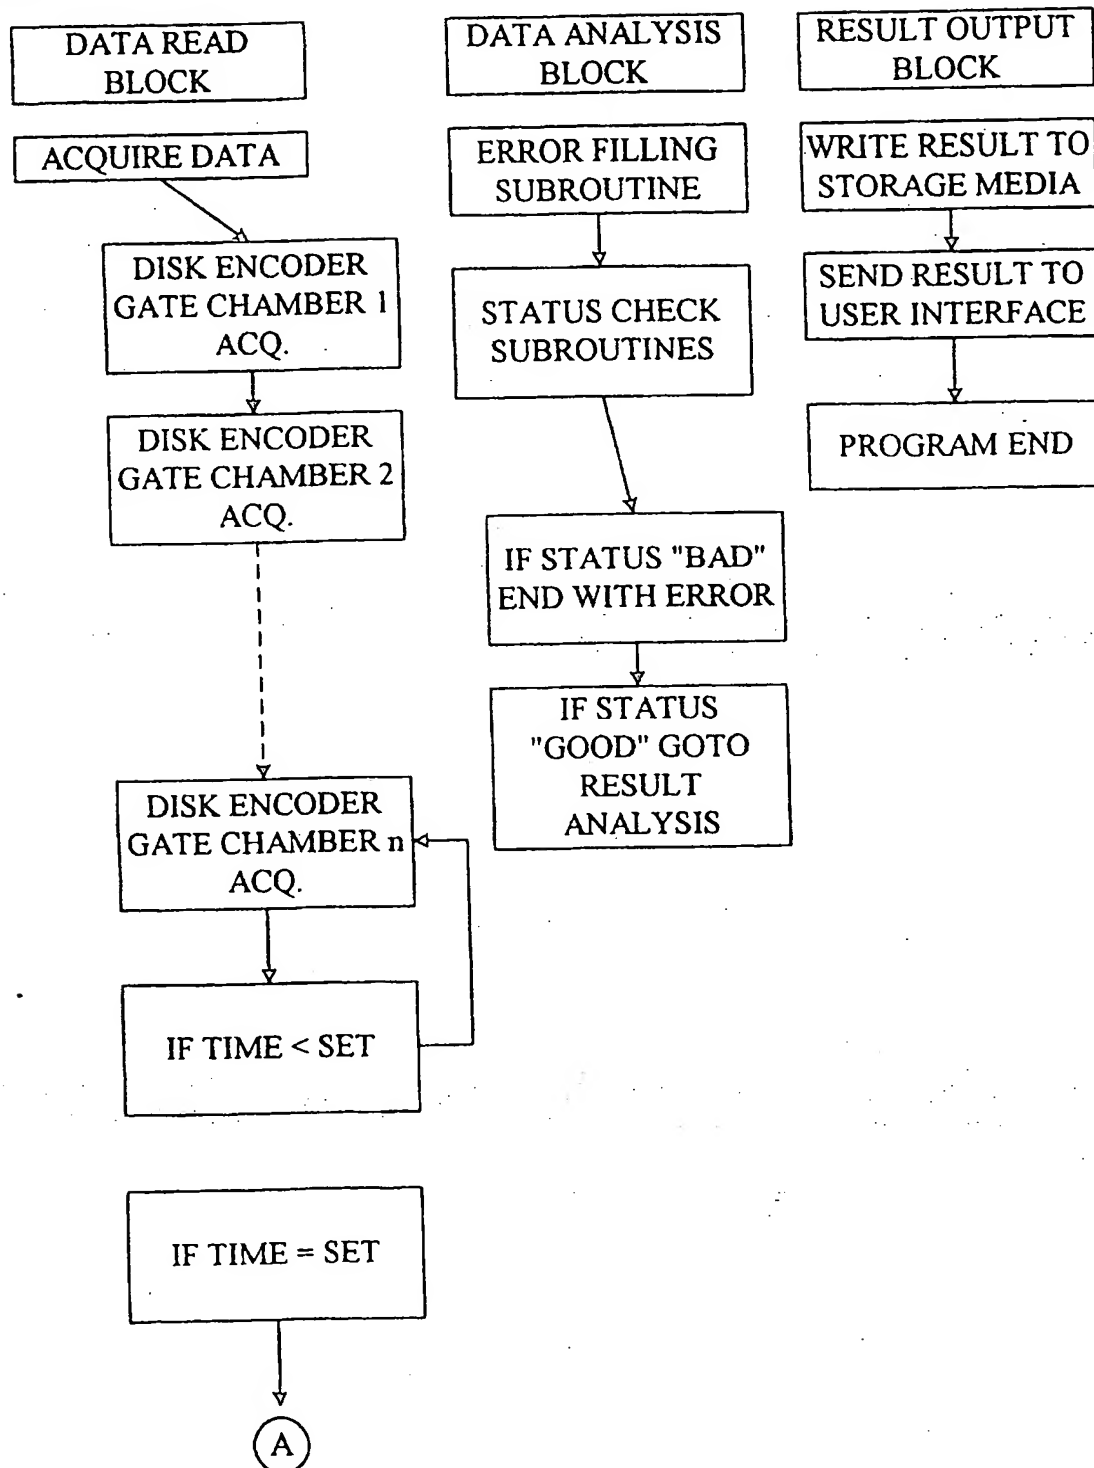 DATA READ
BLOCK
ACQUIRE DATA
DISK ENCODER
GATE CHAMBER 1
ACQ.
DISK ENCODER
GATE CHAMBER 2
ACQ.
DISK ENCODER
GATE CHAMBER n
ACQ.
IF TIME < SET
IF TIME = SET
A
DATA ANALYSIS
BLOCK
ERROR FILLING
SUBROUTINE
STATUS CHECK
SUBROUTINES
IF STATUS "BAD"
END WITH ERROR
IF STATUS
"GOOD" GOTO
RESULT
ANALYSIS
RESULT OUTPUT
BLOCK
WRITE RESULT TO
STORAGE MEDIA
SEND RESULT TO
USER INTERFACE
PROGRAM END